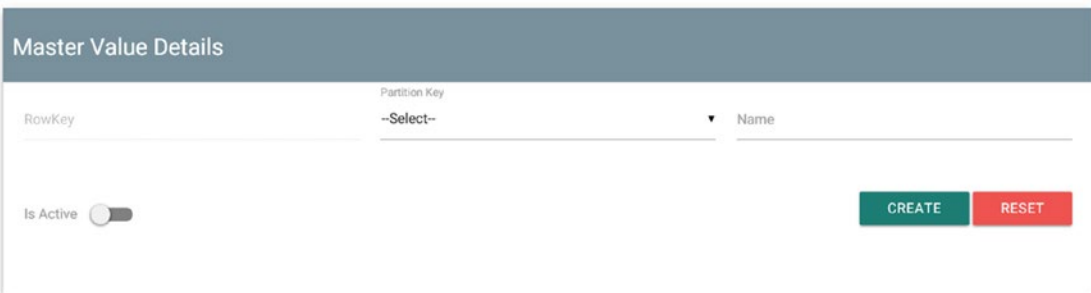 Master Value Details
Partition Key
RowKey
--Select--
Name
Is Active
CREATE
RESET